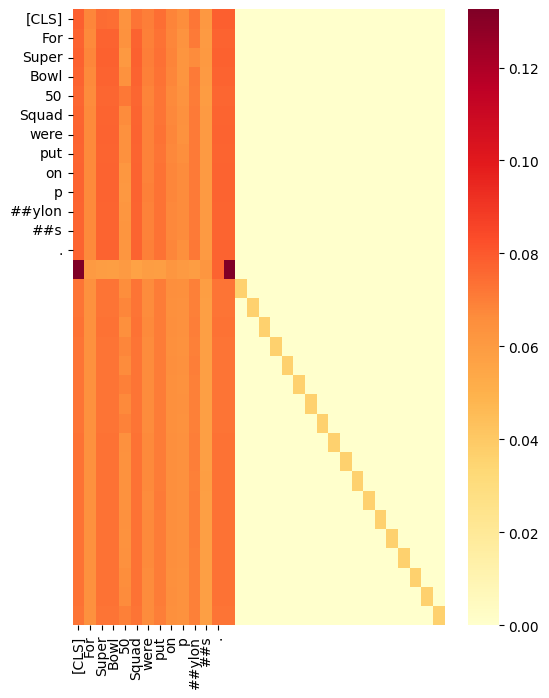 [CLS]
For
Super
Bowl
50
Squad
were
put
on
p
##ylon
##s
.
0.12
0.10
0.08
0.06
0.04
0.02
0.00
[CLS]
For
Super
Bowl
50
Squad
were
put
on
p
##ylon
##s
.